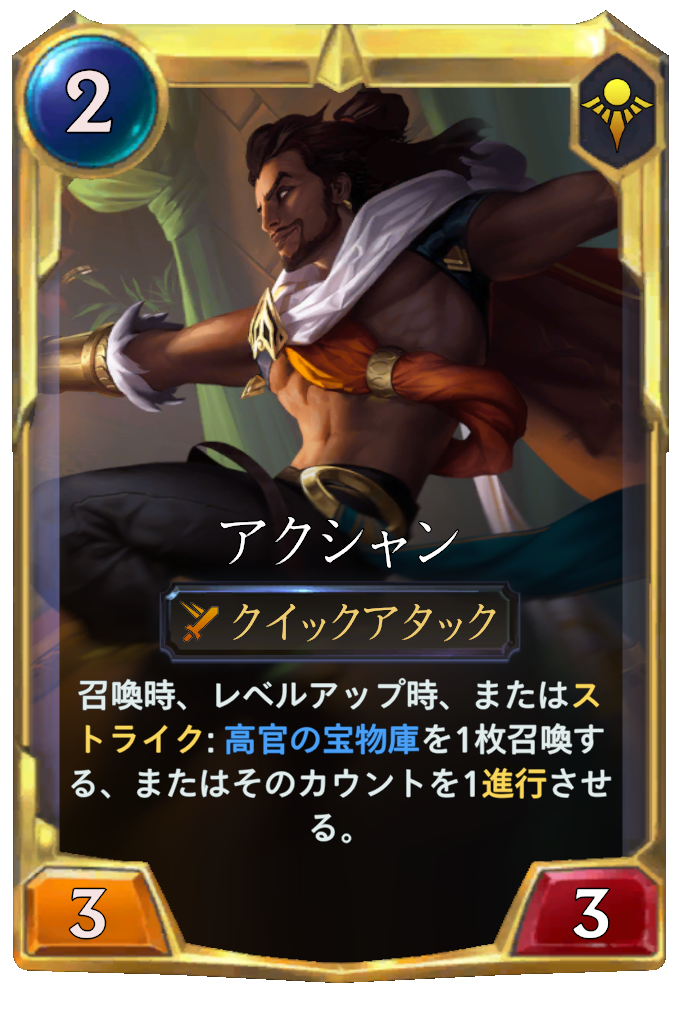 2
アクシャン
クイックアタック
召喚時、レベルアップ時、またはス
トライク: 高官の宝物庫を1枚召喚す
る、またはそのカウントを1進行させ
る。
3
3